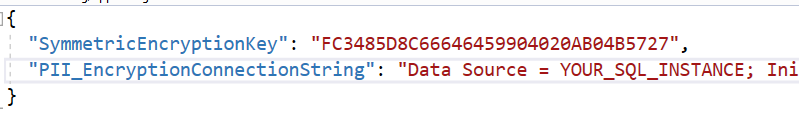 {
"SymmetricEncryptionKey": "FC3485D8C66646459904020AB04B5727",
"PII_EncryptionConnectionString": "Data Source = YOUR_SQL_INSTANCE; Ini
}